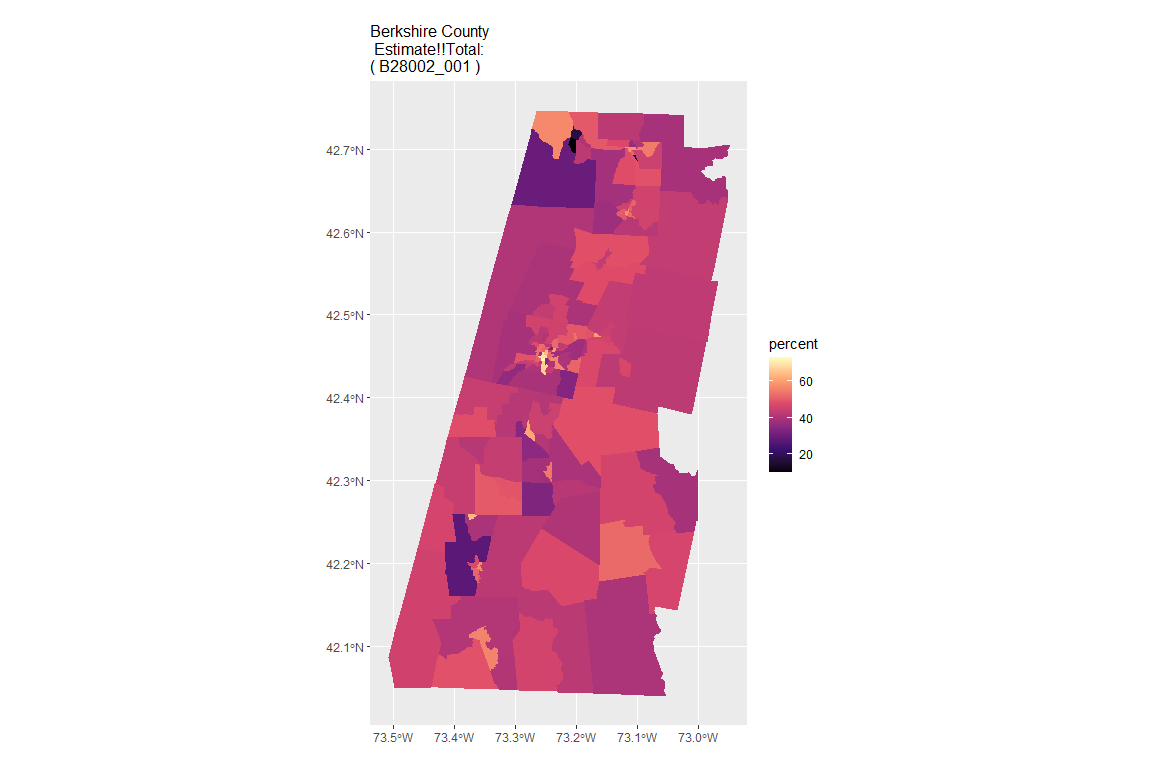 Berkshire County
Estimate!!Total:
( B28002_001 )
42.7°N
42.6°N
42.5°N
42.4°N
42.3°N
42.2°N
42.1°N
73.5°W 73.4°W 73.3°W 73.2°W 73.1°W 73.0°W
percent
60
40
20